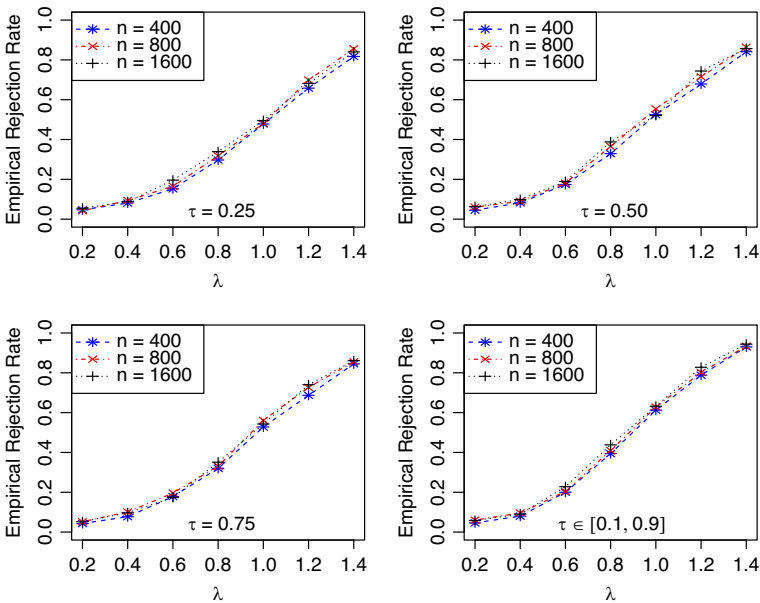 Empirical Rejection Rate
1.0
0.8
0.6
0.4
0.2
0.0
n = 400
n = 800
n = 1600
τ = 0.25
0.2 0.4 0.6 0.8 1.0 1.2 1.4
λ
Empirical Rejection Rate
1.0
0.8
0.6
0.4
0.2
0.0
n = 400
n = 800
n = 1600
τ = 0.50
0.2 0.4 0.6 0.8 1.0 1.2 1.4
λ
Empirical Rejection Rate
1.0
0.8
0.6
0.4
0.2
0.0
n = 400
n = 800
n = 1600
τ = 0.75
0.2 0.4 0.6 0.8 1.0 1.2 1.4
λ
Empirical Rejection Rate
1.0
0.8
0.6
0.4
0.2
0.0
n = 400
n = 800
n = 1600
τ ∈ [0.1, 0.9]
0.2 0.4 0.6 0.8 1.0 1.2 1.4
λ